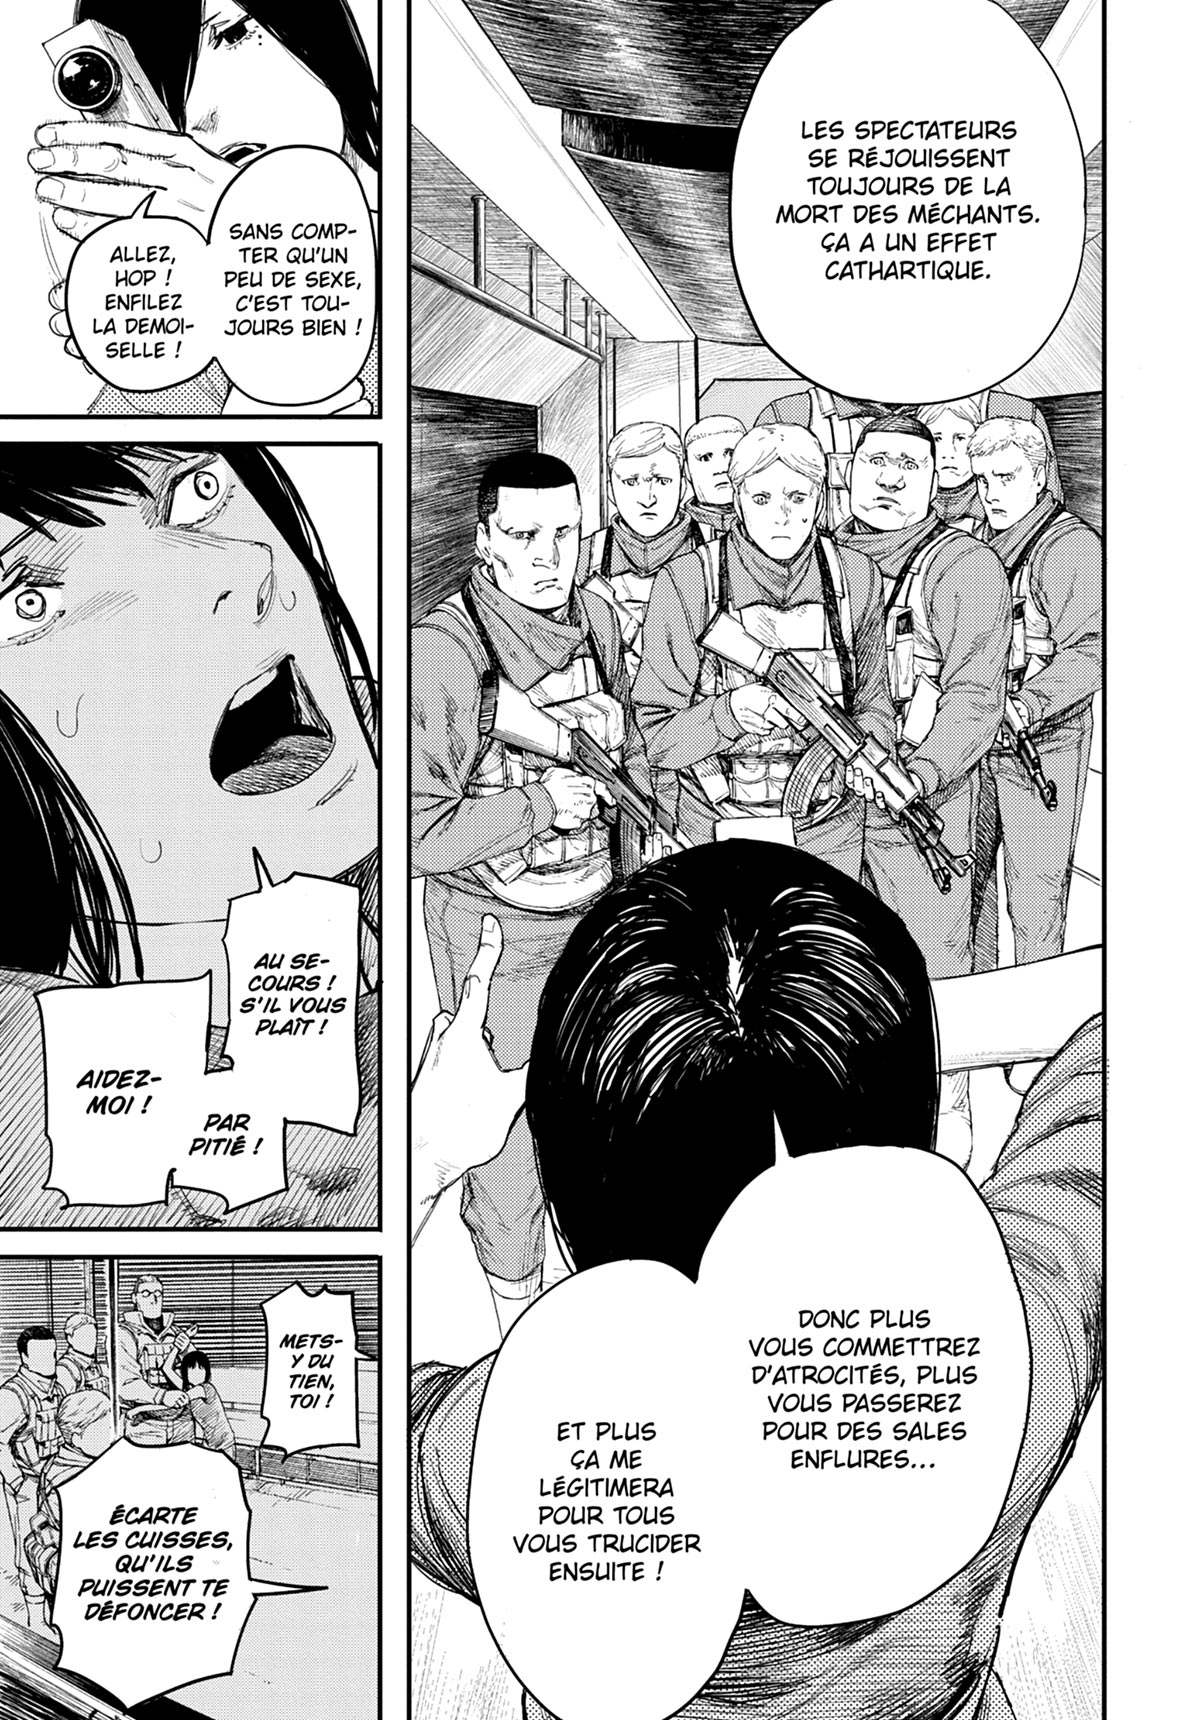 LES SPECTATEURS
SE RÉJOUISSENT
TOUJOURS DE LA
MORT DES MÉCHANTS.
ÇA A UN EFFET
CATHARTIQUE.
DONC PLUS
VOUS COMMETTREZ
D'ATROCITÉS, PLUS
VOUS PASSEREZ
POUR DES SALES
ENFLURES...
ET PLUS
ÇA ME
LÉGITIMERA
POUR TOUS
VOUS TRUCIDER
ENSUITE !
SANS COMP-
TER QU'UN
PEU DE SEXE,
C'EST TOU-
JOURS BIEN !
ALLEZ,
HOP !
ENFILEZ
LA DEMOI-
SELLE !
AU SE-
COURS !
S'IL VOUS
PLAÎT !
PAR
PITIÉ !
AIDEZ-
MOI !
METS-
Y DU
TIEN,
TOI !
ÉCARTE
LES CUISSES,
QU'ILS
PUISSENT TE
DÉFONCER !